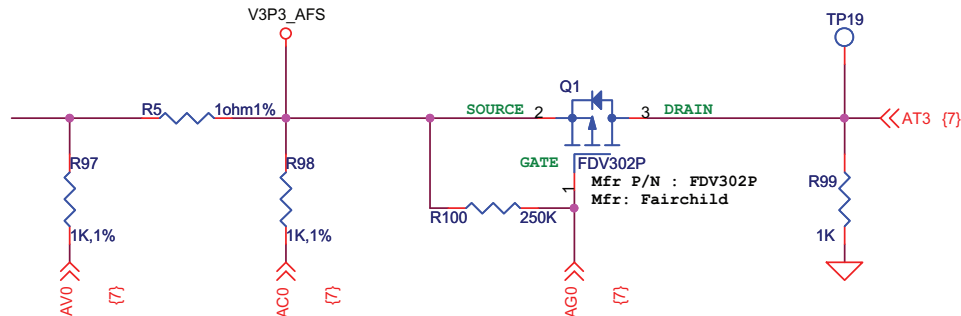 V3P3_AFS
TP19
Q1
R5 1ohm1% SOURCE 2 3 DRAIN
AT3 {7}
R97 R98 GATE FDV302P
1 Mfr P/N : FDV302P
Mfr: Fairchild
R99
R100 250K
1K,1% 1K,1% 1K
AV0 {7} AC0 {7} AG0 {7}